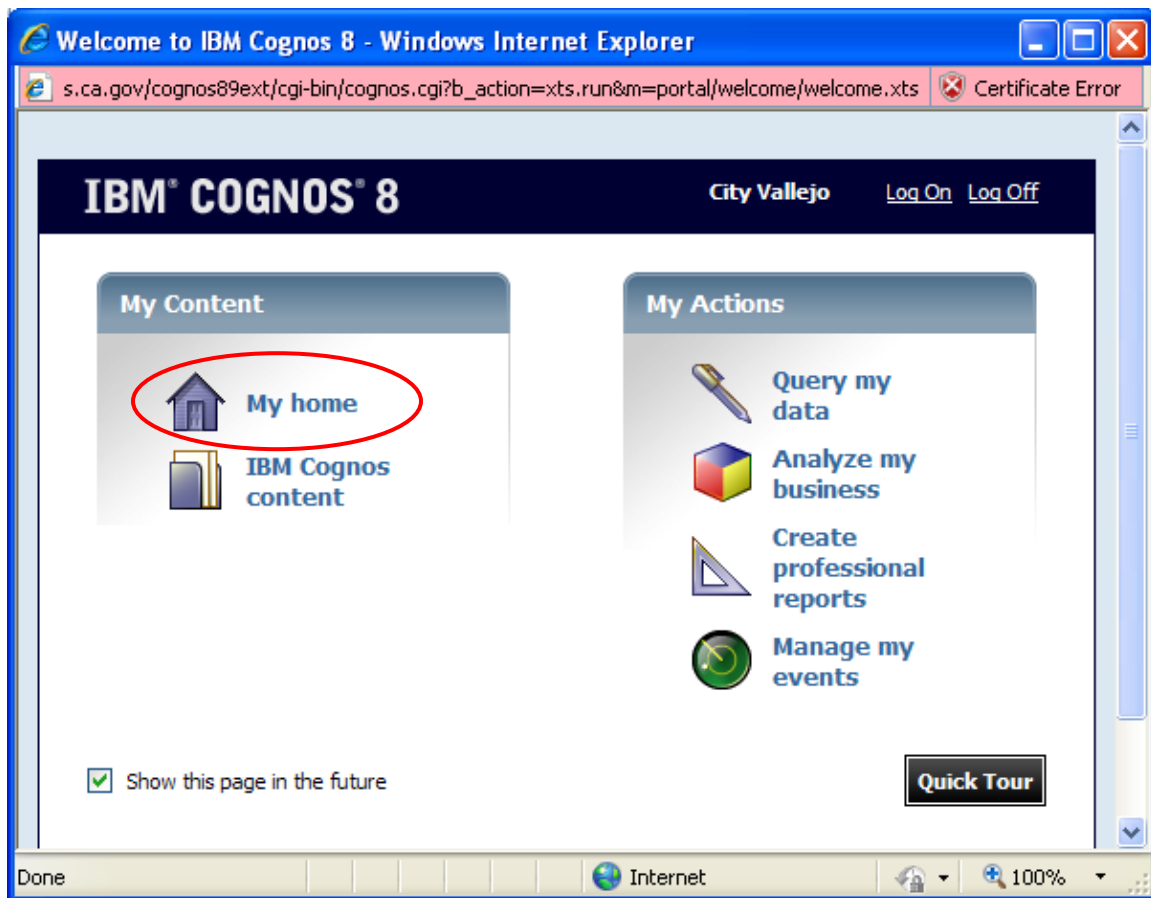 Welcome to IBM Cognos 8 - Windows Internet Explorer
s.ca.gov/cognos89ext/cgi-bin/cognos.cgi?b_action=xts.run&m=portal/welcome/welcome.xts Certificate Error
IBM® COGNOS® 8 City Vallejo Log On Log Off
My Content
My home
IBM Cognos
content
My Actions
Query my
data
Analyze my
business
Create
professional
reports
Manage my
events
Show this page in the future
Quick Tour
Done Internet 100%